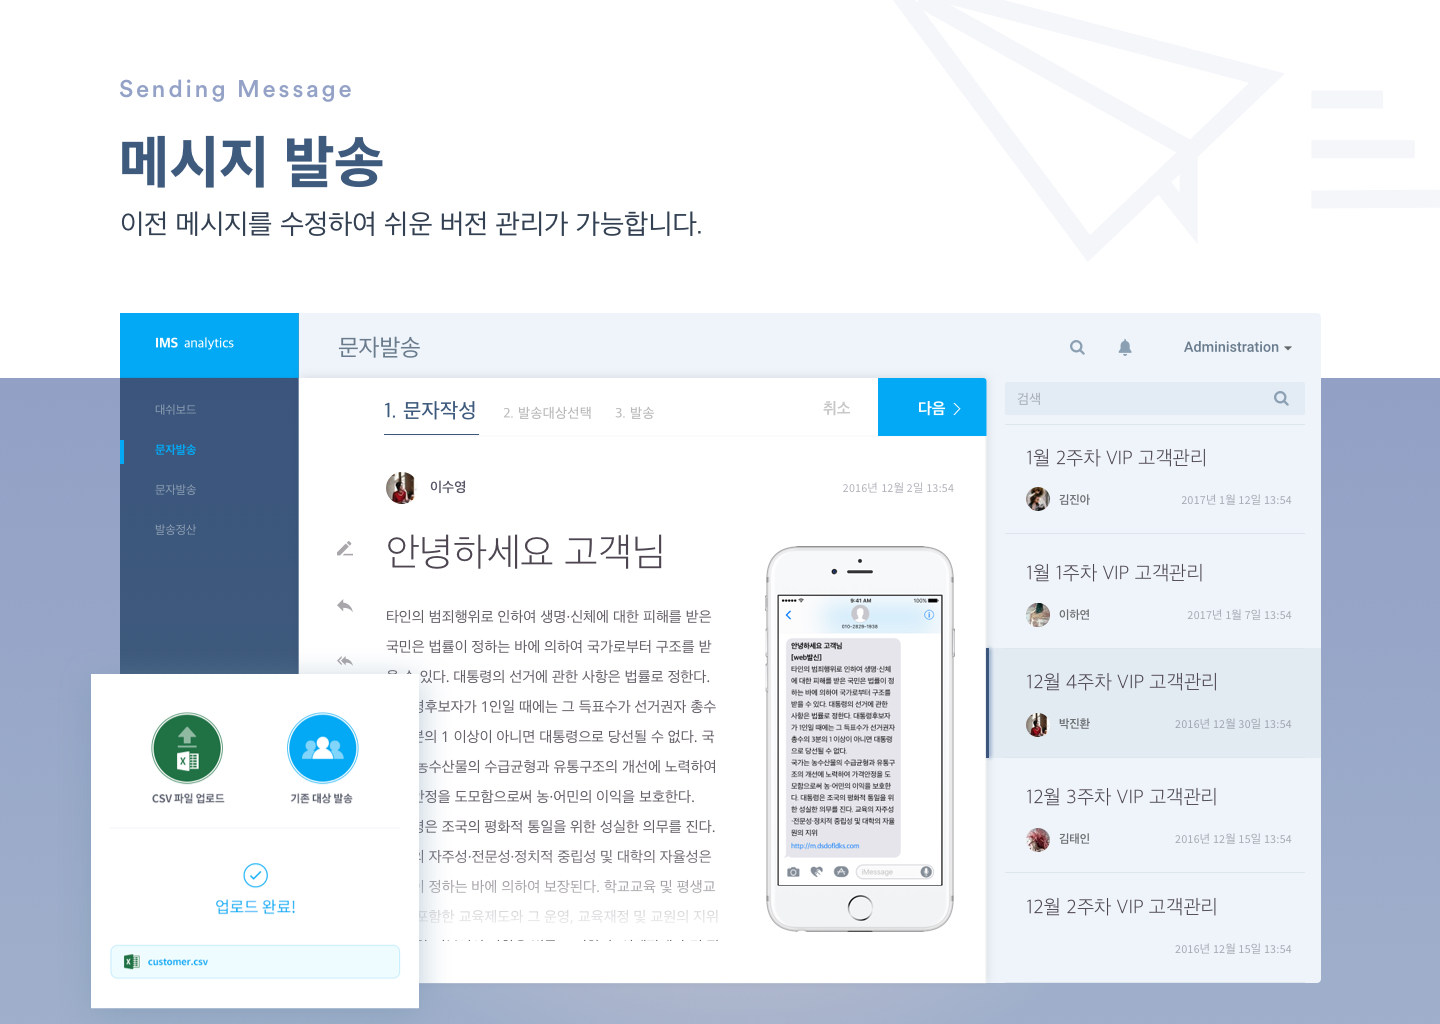 Sending Message
메시지 발송
이전 메시지를 수정하여 쉬운 버전 관리가 가능합니다.
IMS analytics
문자발송
Administration
대쉬보드
문자발송
문자발송
발송정산
1. 문자작성
2. 발송대상선택
3. 발송
취소
다음
이수영
2016년 12월 2일 13:54
안녕하세요 고객님
타인의 범죄행위로 인하여 생명·신체에 대한 피해를 받은
국민은 법률이 정하는 바에 의하여 국가로부터 구조를 받
을 수 있다. 대통령의 선거에 관한 사항은 법률로 정한다.
후보자가 1인일 때에는 그 득표수가 선거권자 총수
1 이상이 아니면 대통령으로 당선될 수 없다. 국
농수산물의 수급균형과 유통구조의 개선에 노력하여
안정을 도모함으로써 농·어민의 이익을 보호한다.
은 조국의 평화적 통일을 위한 성실한 의무를 진다.
자주성·전문성·정치적 중립성 및 대학의 자율성은
정하는 바에 의하여 보장된다. 학교교육 및 평생교
포함한 교육제도와 그 운영, 교육재정 및 교원의 지위
9:41 AM
100%
010-2929-1938
안녕하세요 고객님
[web발신]
타인의 범죄행위로 인하여 생명·신체
에 대한 피해를 받은 국민은 법률이 정
하는 바에 의하여 국가로부터 구조를
받을 수 있다. 대통령의 선거에 관한
사항은 법률로 정한다. 대통령후보자
가 1인일 때에는 그 득표수가 선거권자
총수의 3분의 1 이상이 아니면 대통령
으로 당선될 수 없다.
국가는 농수산물의 수급균형과 유통구
조의 개선에 노력하여 가격안정을 도
모함으로써 농·어민의 이익을 보호한
다. 대통령은 조국의 평화적 통일을 위
한 성실한 의무를 진다. 교육의 자주성
·전문성·정치적 중립성 및 대학의 자율
원의 지위
http://m.dsdofldks.com
iMessage
검색
1월 2주차 VIP 고객관리
김진아
2017년 1월 12일 13:54
1월 1주차 VIP 고객관리
이하연
2017년 1월 7일 13:54
12월 4주차 VIP 고객관리
박진환
2016년 12월 30일 13:54
12월 3주차 VIP 고객관리
김태인
2016년 12월 15일 13:54
12월 2주차 VIP 고객관리
2016년 12월 15일 13:54
CSV 파일 업로드
기존 대상 발송
업로드 완료!
customer.csv